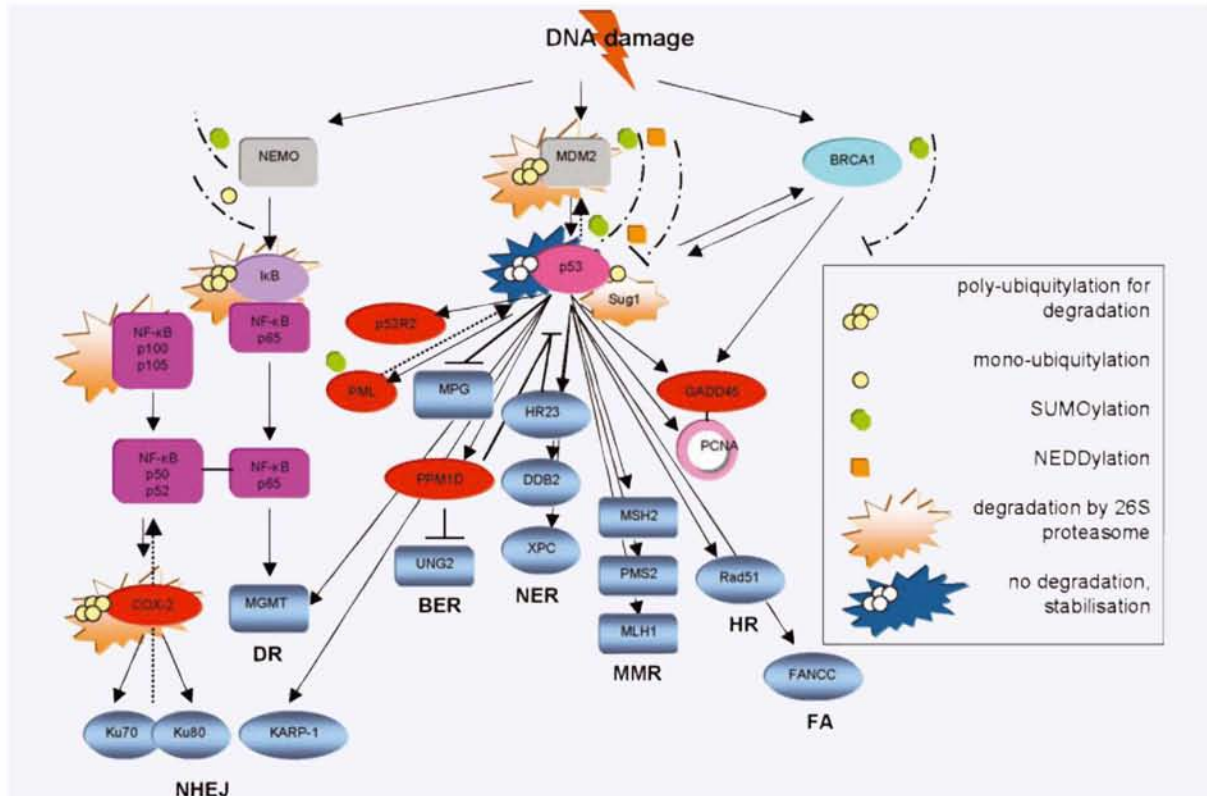 DNA damage
NEMO
MDM2
BRCA1
IκB
p53
Sug1
NF-κB
p100
p105
NF-κB
p65
p53R2
PML
MPG
HR23
GADD45
PCNA
NF-κB
p50
p52
NF-κB
p65
PPM1D
DDB2
MSH2
UNG2
XPC
PMS2
Rad51
BER
NER
MLH1
HR
COX-2
MGMT
DR
MMR
FANCC
FA
Ku70
Ku80
KARP-1
NHEJ
poly-ubiquitylation for
degradation
mono-ubiquitylation
SUMOylation
NEDDylation
degradation by 26S
proteasome
no degradation,
stabilisation